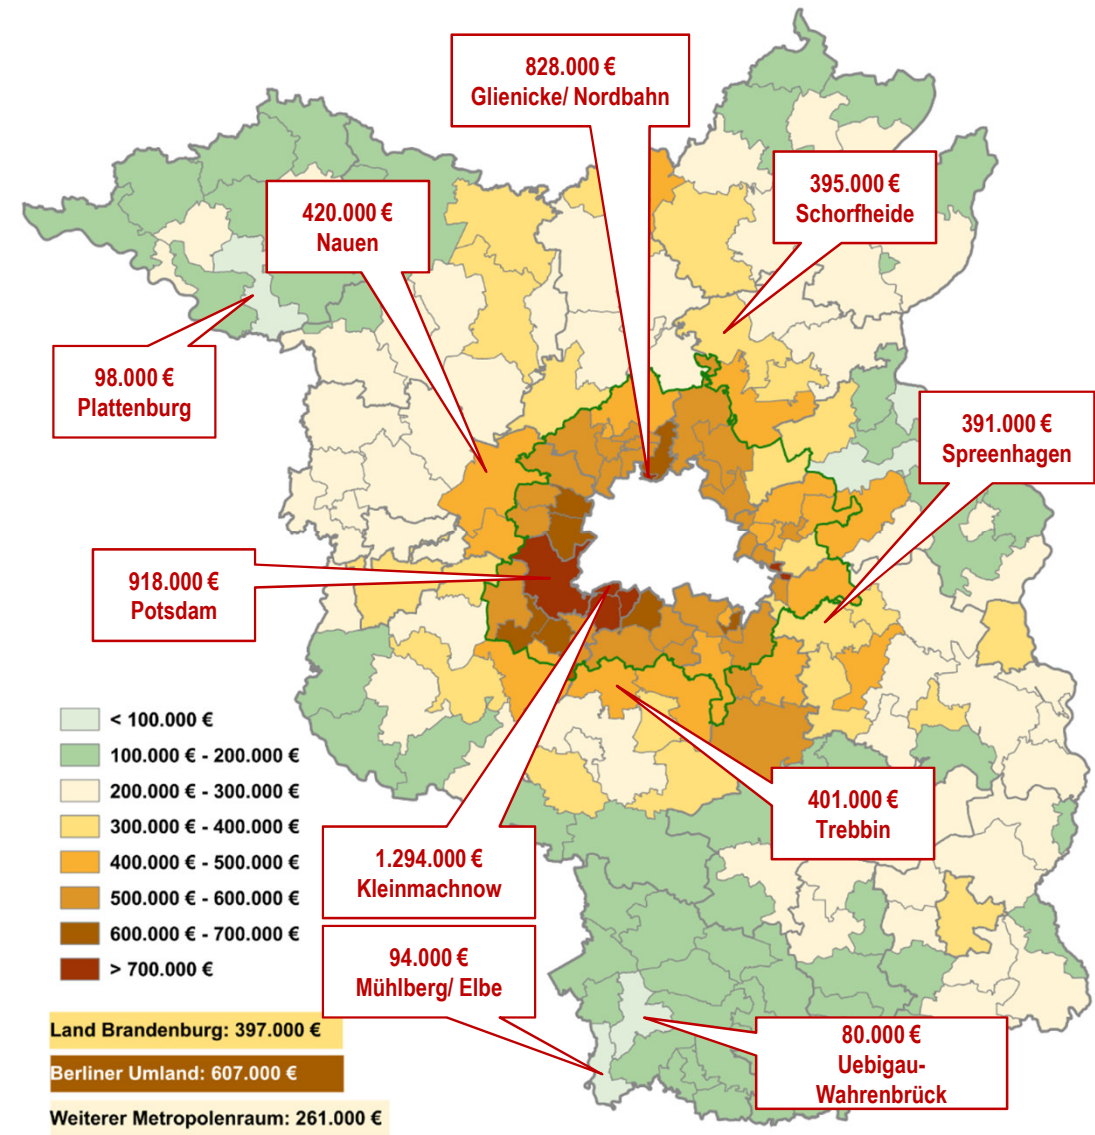 828.000 €
Glienicke/ Nordbahn
395.000 €
Schorfheide
420.000 €
Nauen
98.000 €
Plattenburg
391.000 €
Spreenhagen
918.000 €
Potsdam
401.000 €
Trebbin
1.294.000 €
Kleinmachnow
94.000 €
Mühlberg/ Elbe
80.000 €
Uebigau-
Wahrenbrück
< 100.000 €
100.000 € - 200.000 €
200.000 € - 300.000 €
300.000 € - 400.000 €
400.000 € - 500.000 €
500.000 € - 600.000 €
600.000 € - 700.000 €
> 700.000 €
Land Brandenburg: 397.000 €
Berliner Umland: 607.000 €
Weiterer Metropolenraum: 261.000 €